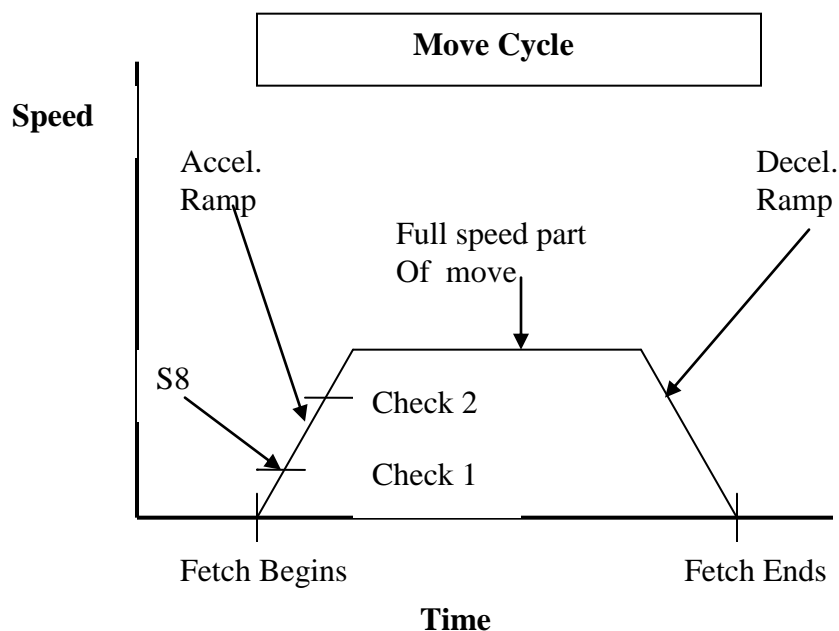 Move Cycle
Speed
Accel.
Ramp
Decel.
Ramp
Full speed part
Of move
S8
Check 2
Check 1
Fetch Begins
Fetch Ends
Time